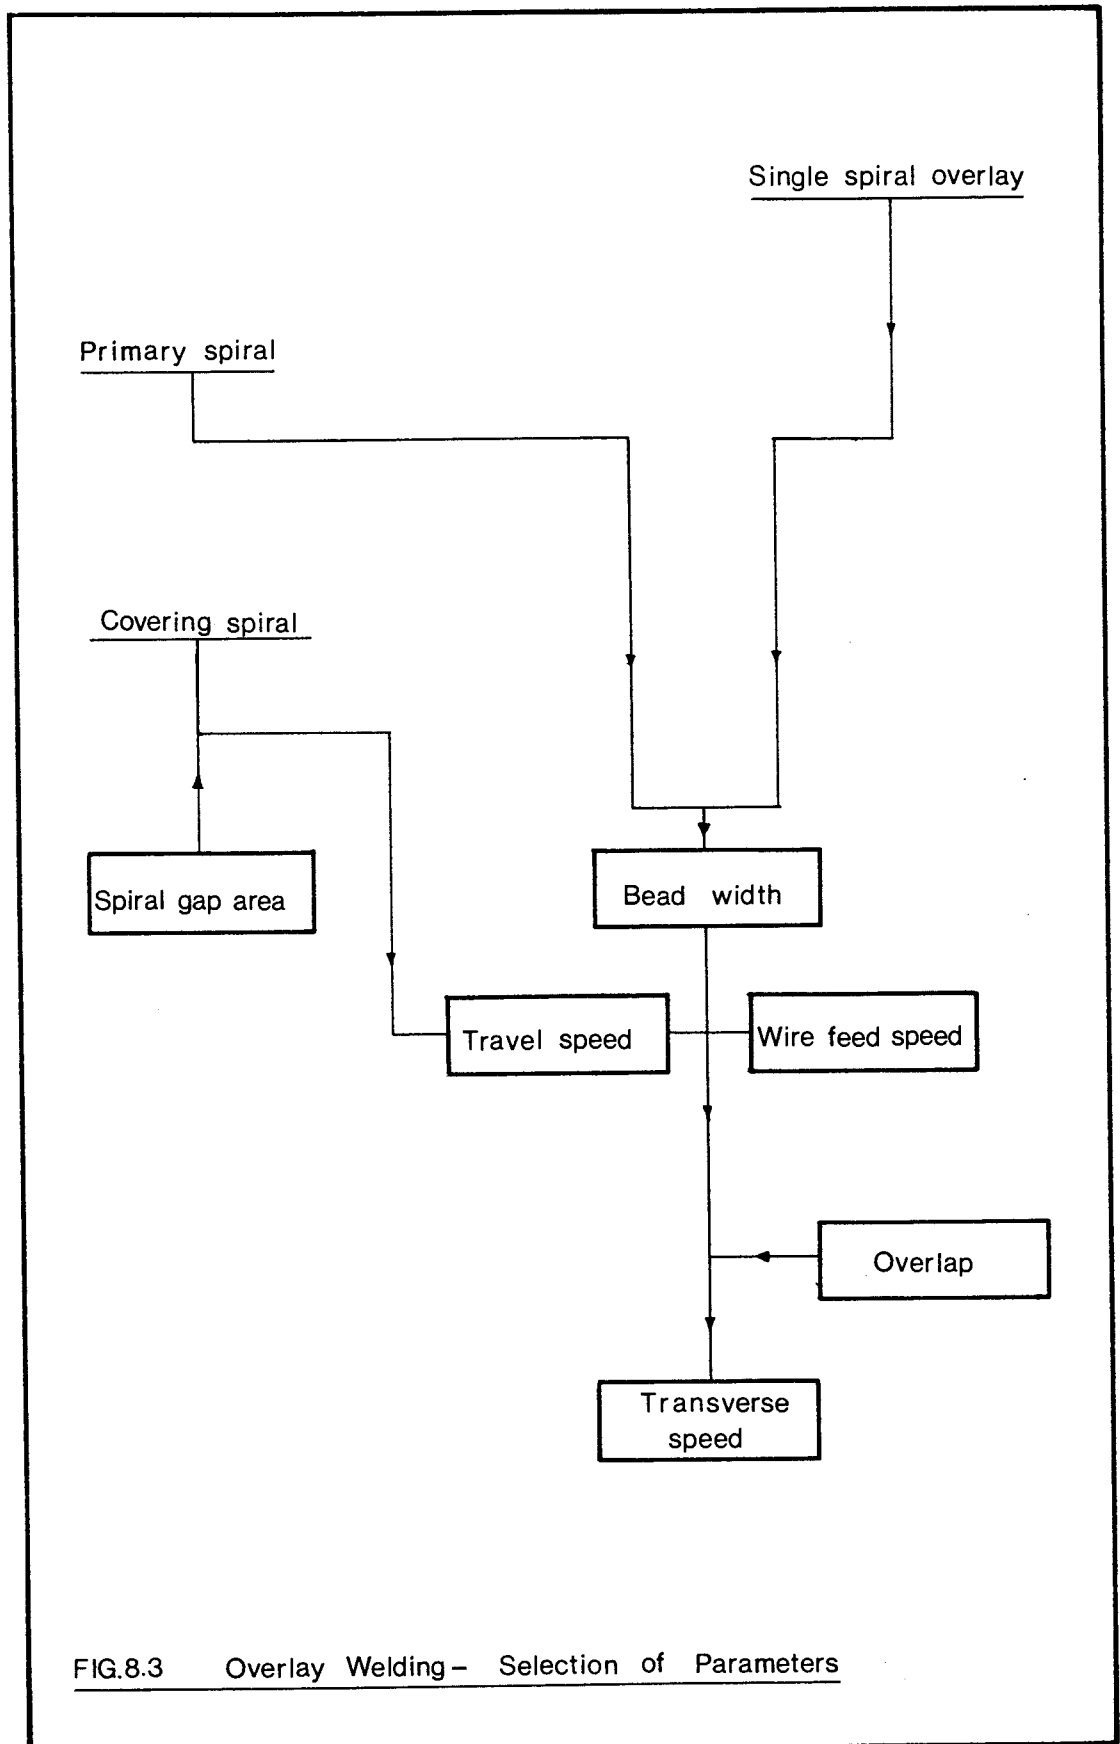 Single spiral overlay
Primary spiral
Covering spiral
Spiral gap area
Bead width
Travel speed
Wire feed speed
Overlap
Transverse
speed
FIG.8.3 Overlay Welding - Selection of Parameters